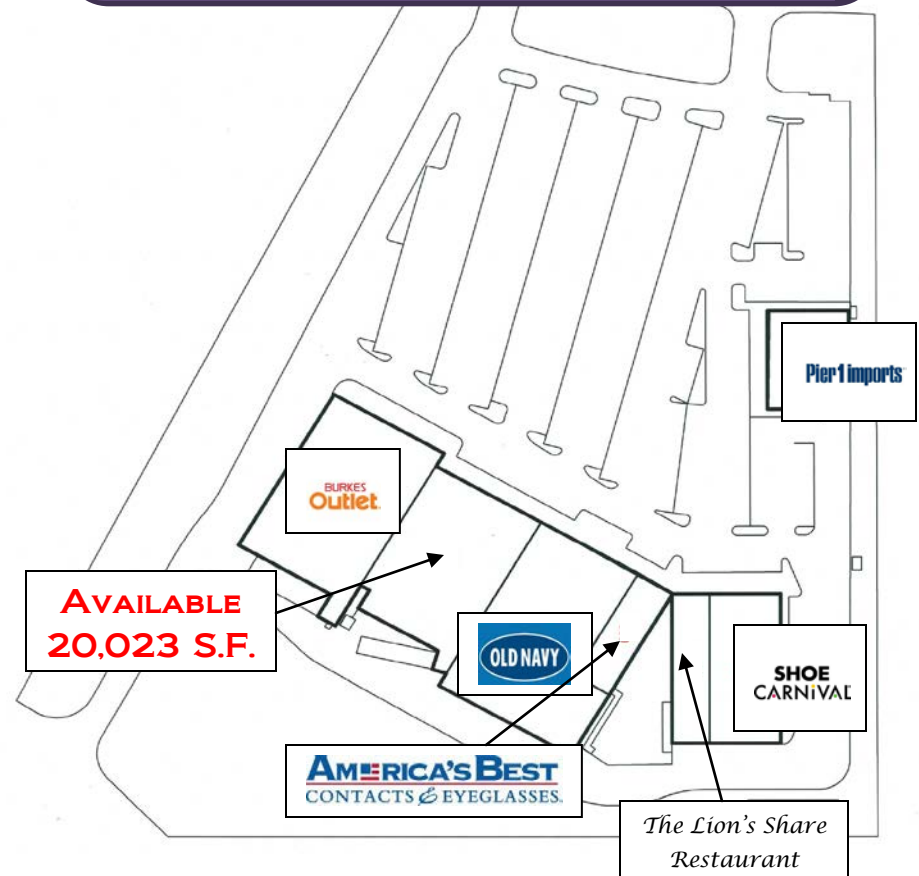 Pier 1 imports
BURKES
Outlet
AVAILABLE
20,023 S.F.
OLD NAVY
SHOE
CARNIVAL
AMERICA'S BEST
CONTACTS & EYEGLASSES
The Lion's Share
Restaurant